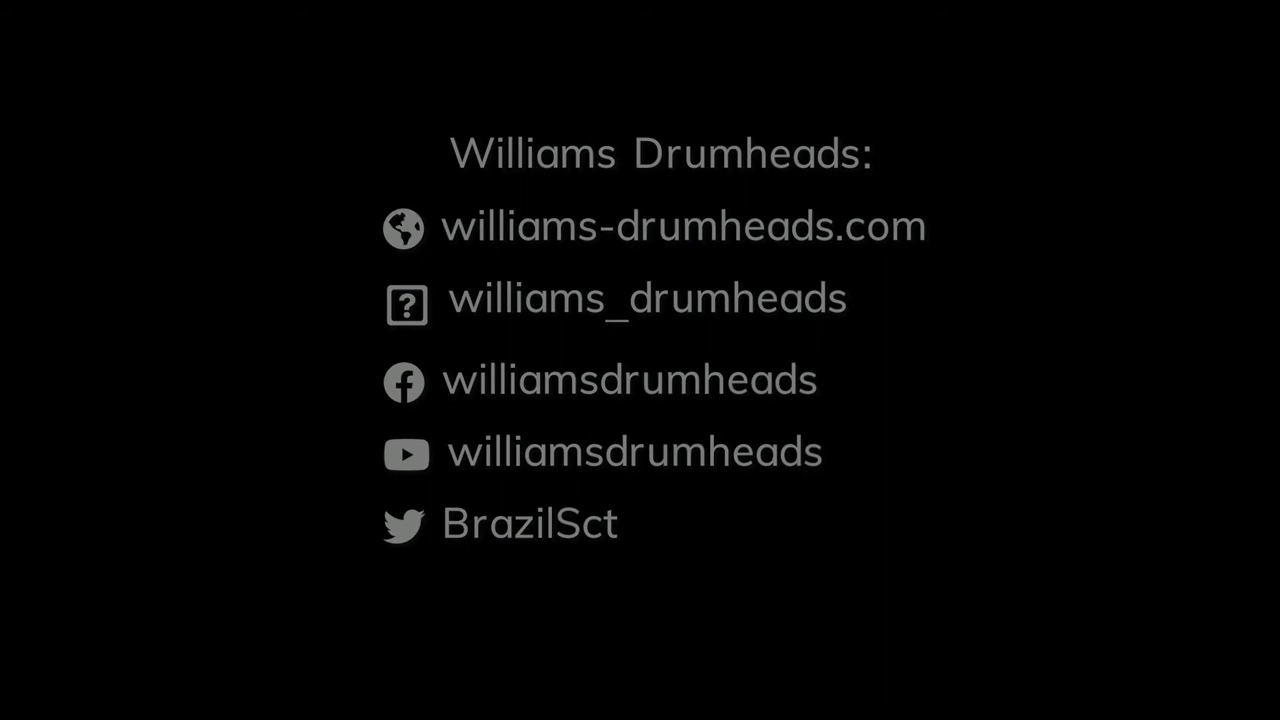 Williams Drumheads:
williams-drumheads.com
williams_drumheads
williamsdrumheads
williamsdrumheads
BrazilSct